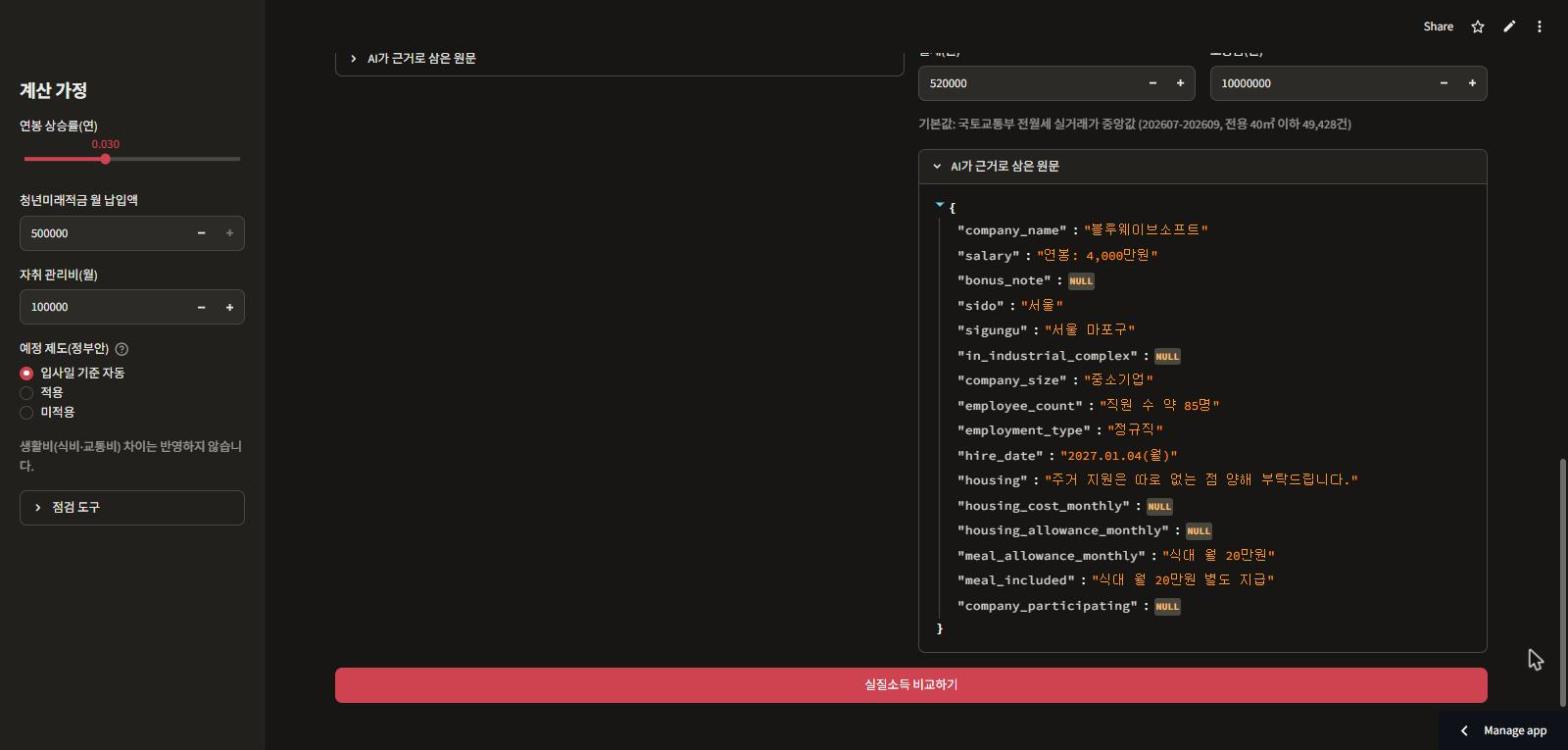 Share
계산 가정
연봉 상승률(연)
0.030
청년미래적금 월 납입액
500000
자취 관리비(월)
100000
예정 제도(정부안)
입사일 기준 자동
적용
미적용
생활비(식비·교통비) 차이는 반영하지 않습니
다.
점검 도구
AI가 근거로 삼은 원문
520000
10000000
기본값: 국토교통부 전월세 실거래가 중앙값 (202607-202609, 전용 40㎡ 이하 49,428건)
AI가 근거로 삼은 원문
{
"company_name" : "블루웨이브소프트"
"salary" : "연봉: 4,000만원"
"bonus_note" : NULL
"sido" : "서울"
"sigungu" : "서울 마포구"
"in_industrial_complex" : NULL
"company_size" : "중소기업"
"employee_count" : "직원 수 약 85명"
"employment_type" : "정규직"
"hire_date" : "2027.01.04(월)"
"housing" : "주거 지원은 따로 없는 점 양해 부탁드립니다."
"housing_cost_monthly" : NULL
"housing_allowance_monthly" : NULL
"meal_allowance_monthly" : "식대 월 20만원"
"meal_included" : "식대 월 20만원 별도 지급"
"company_participating" : NULL
}
실질소득 비교하기
Manage app